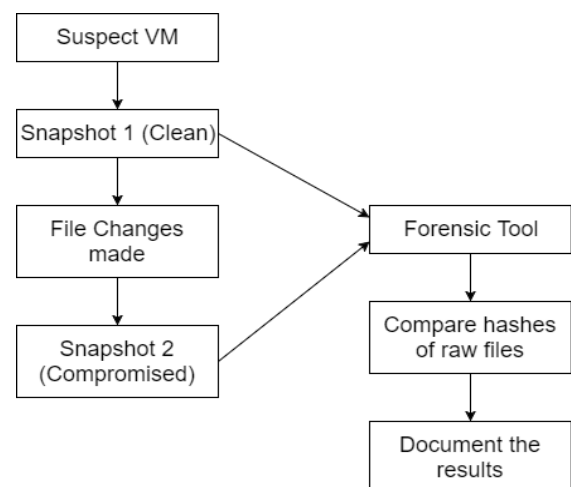 Suspect VM
Snapshot 1 (Clean)
File Changes
made
Snapshot 2
(Compromised)
Forensic Tool
Compare hashes
of raw files
Document the
results